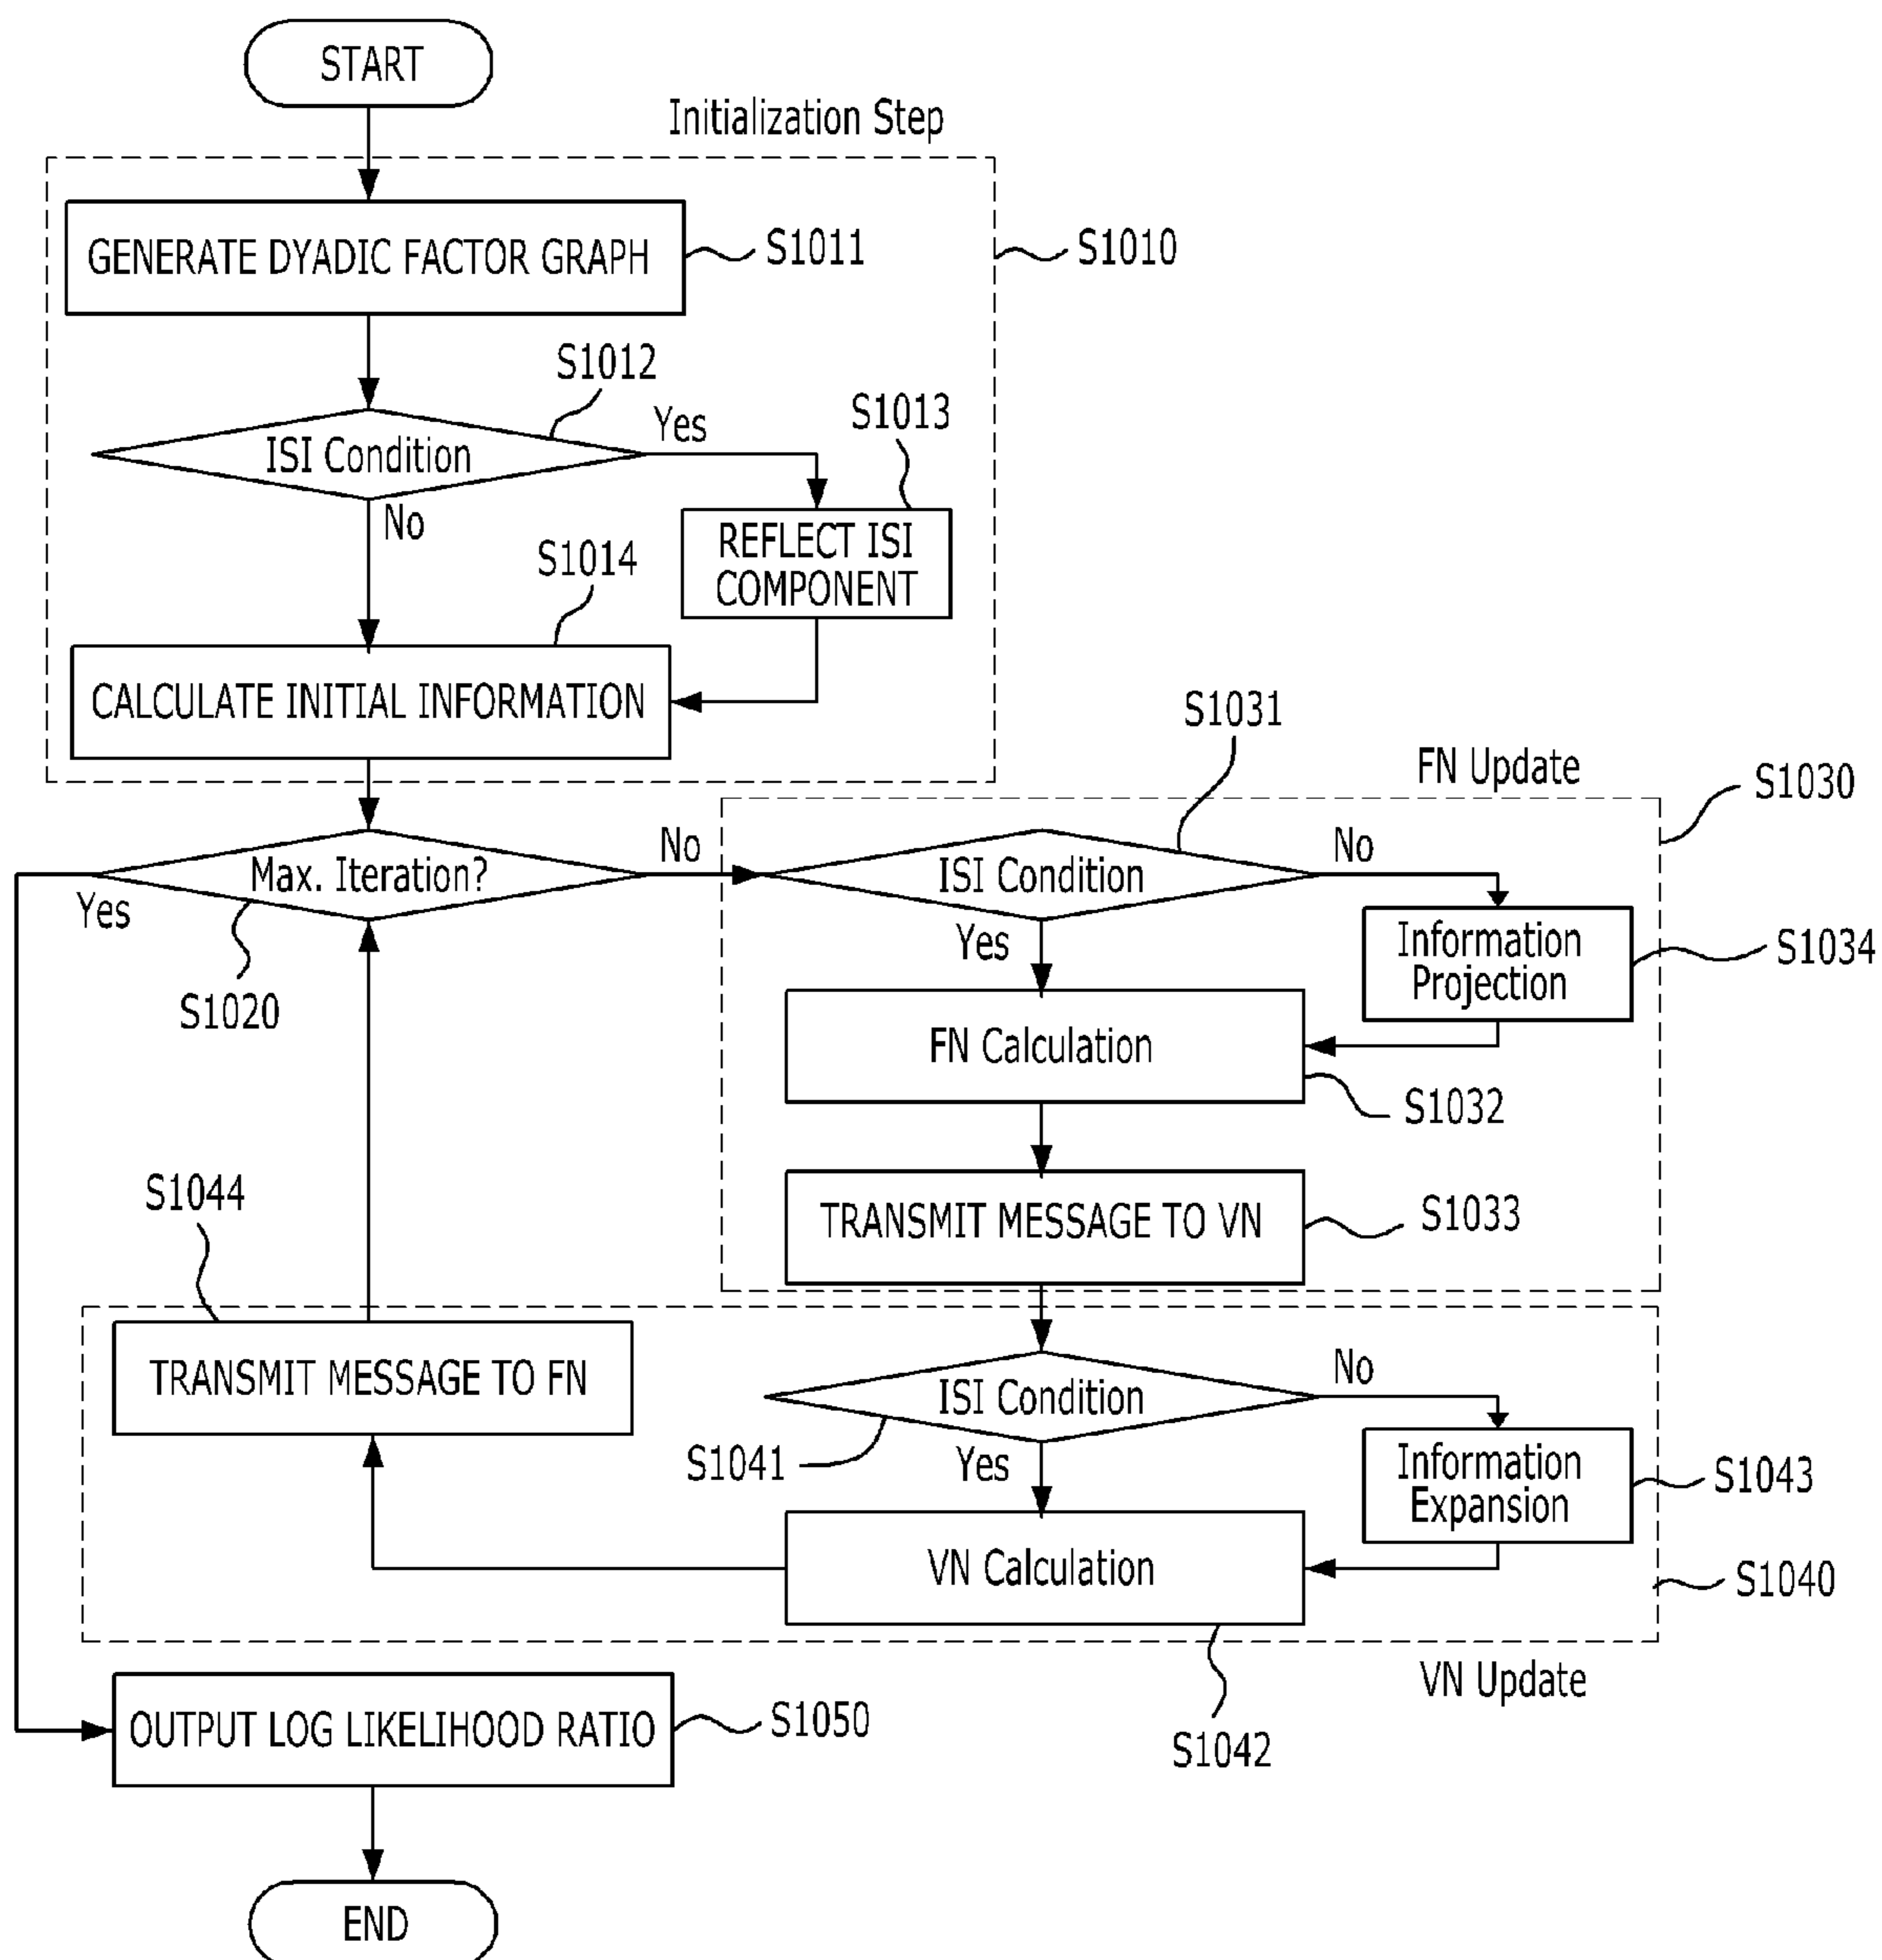 START
Initialization Step
GENERATE DYADIC FACTOR GRAPH
S1011
S1010
S1012
ISI Condition
Yes
No
S1013
REFLECT ISI
COMPONENT
S1014
CALCULATE INITIAL INFORMATION
S1031
FN Update
S1030
Max. Iteration?
No
Yes
S1020
ISI Condition
No
Yes
Information
Projection
S1034
FN Calculation
S1032
TRANSMIT MESSAGE TO VN
S1033
S1044
TRANSMIT MESSAGE TO FN
ISI Condition
No
S1041
Yes
Information
Expansion
S1043
VN Calculation
S1040
S1042
VN Update
OUTPUT LOG LIKELIHOOD RATIO
S1050
END